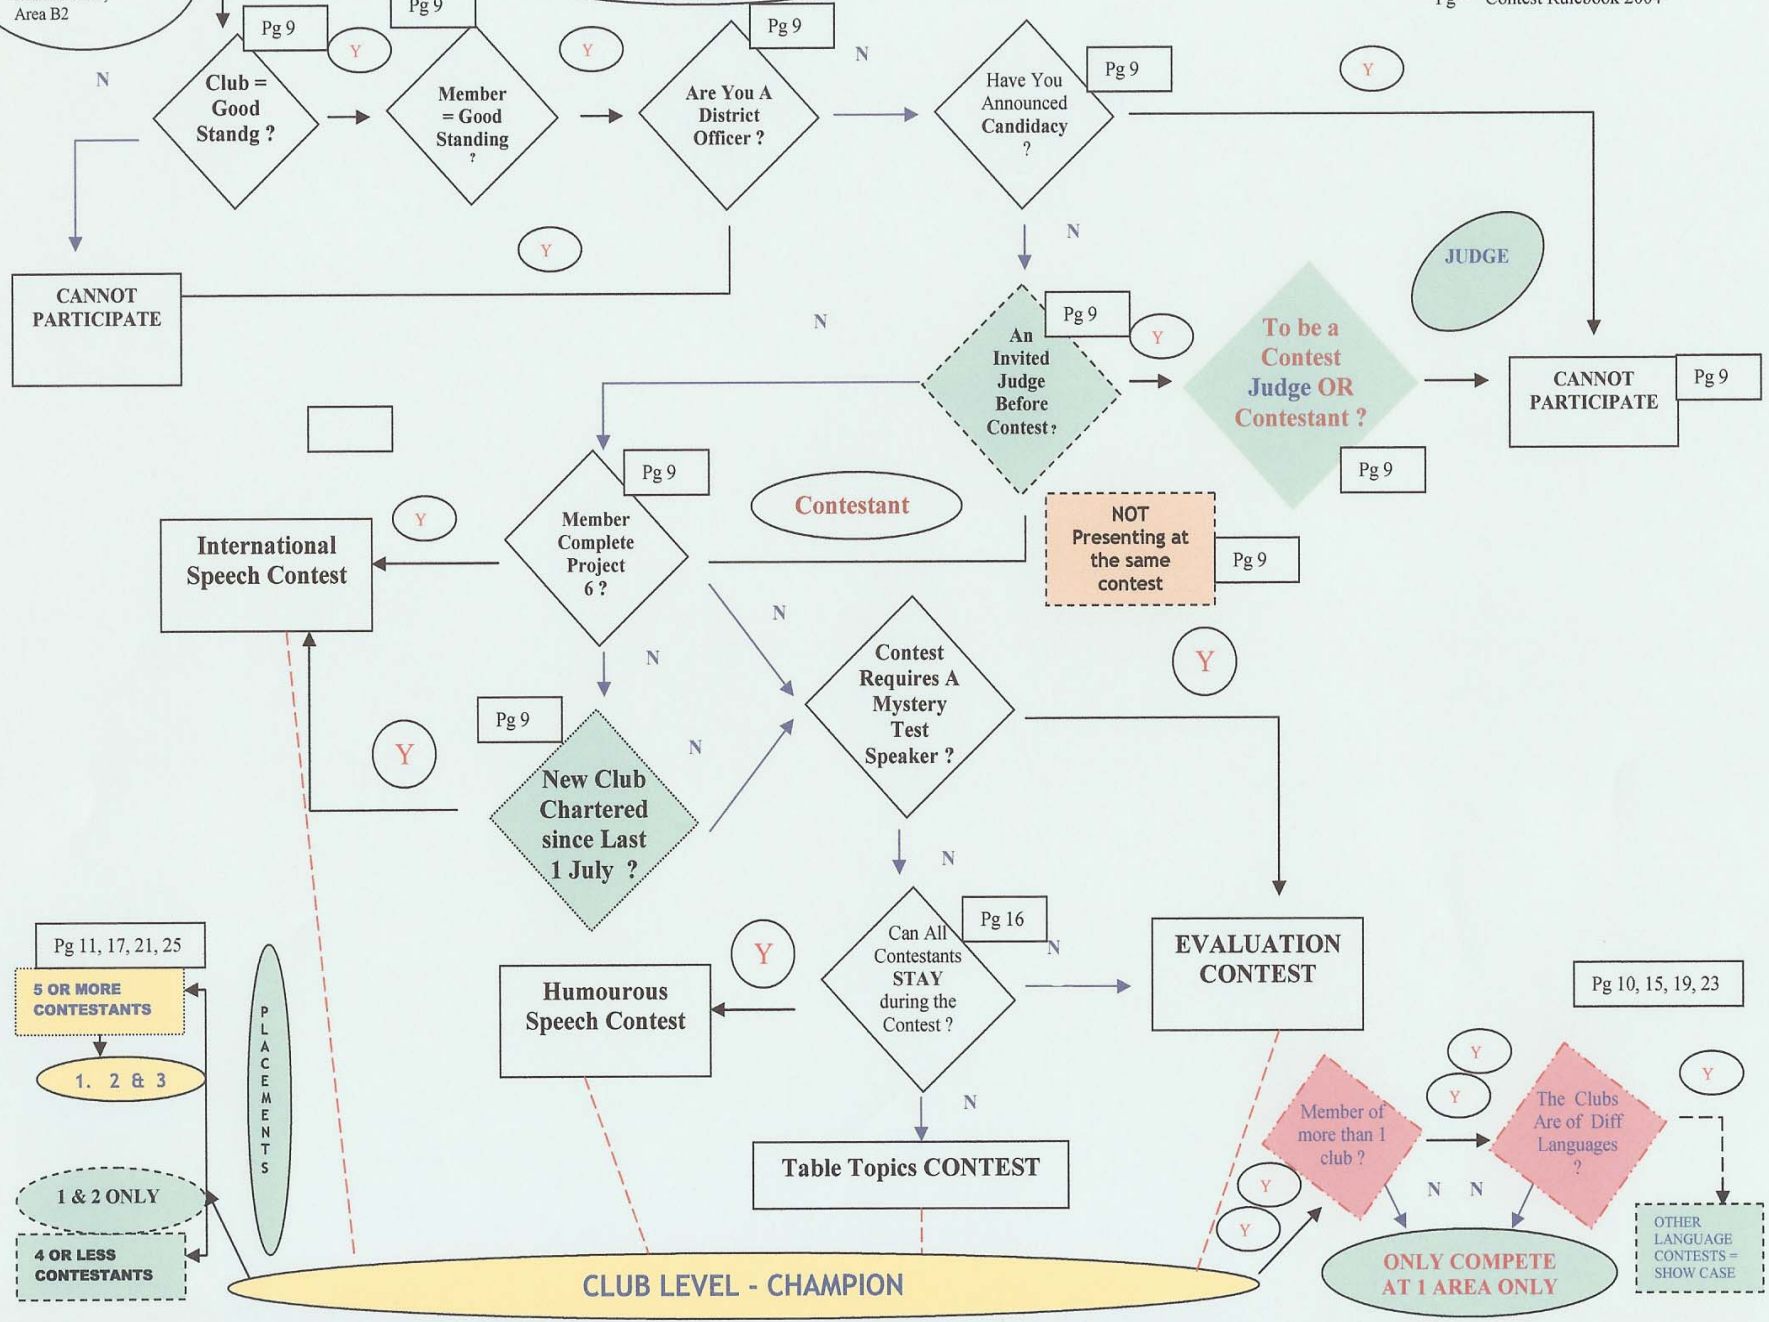 Area B2
Pg 9
Pg 9
Pg 9
Pg 9
Y
Y
N
Y
N
Club =
Good
Standg ?
Member
= Good
Standing
?
Are You A
District
Officer ?
Have You
Announced
Candidacy
?
Y
N
JUDGE
CANNOT
PARTICIPATE
N
An
Invited
Judge
Before
Contest?
Pg 9
Y
To be a
Contest
Judge OR
Contestant ?
Pg 9
CANNOT
PARTICIPATE
Pg 9
Pg 9
Contestant
NOT
Presenting at
the same
contest
Pg 9
International
Speech Contest
Y
Member
Complete
Project
6 ?
N
N
Contest
Requires A
Mystery
Test
Speaker ?
Y
Pg 9
Y
N
New Club
Chartered
since Last
1 July ?
N
Pg 16
N
Can All
Contestants
STAY
during the
Contest ?
Y
Humourous
Speech Contest
EVALUATION
CONTEST
Pg 11, 17, 21, 25
5 OR MORE
CONTESTANTS
1. 2 & 3
PLACEMENTS
1 & 2 ONLY
4 OR LESS
CONTESTANTS
N
Table Topics CONTEST
Pg 10, 15, 19, 23
Y
Y
Y
Member of
more than 1
club ?
The Clubs
Are of Diff
Languages
?
Y
Y
N N
ONLY COMPETE
AT 1 AREA ONLY
OTHER
LANGUAGE
CONTESTS =
SHOW CASE
CLUB LEVEL - CHAMPION